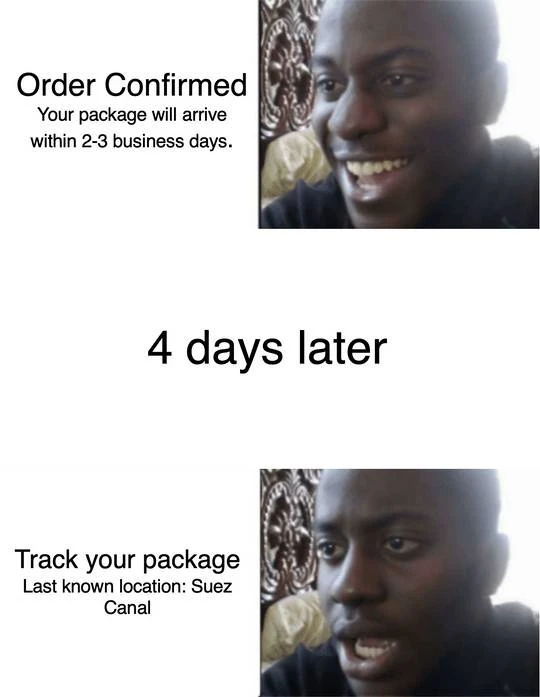 Order Confirmed
Your package will arrive
within 2-3 business days.
4 days later
Track your package
Last known location: Suez
Canal